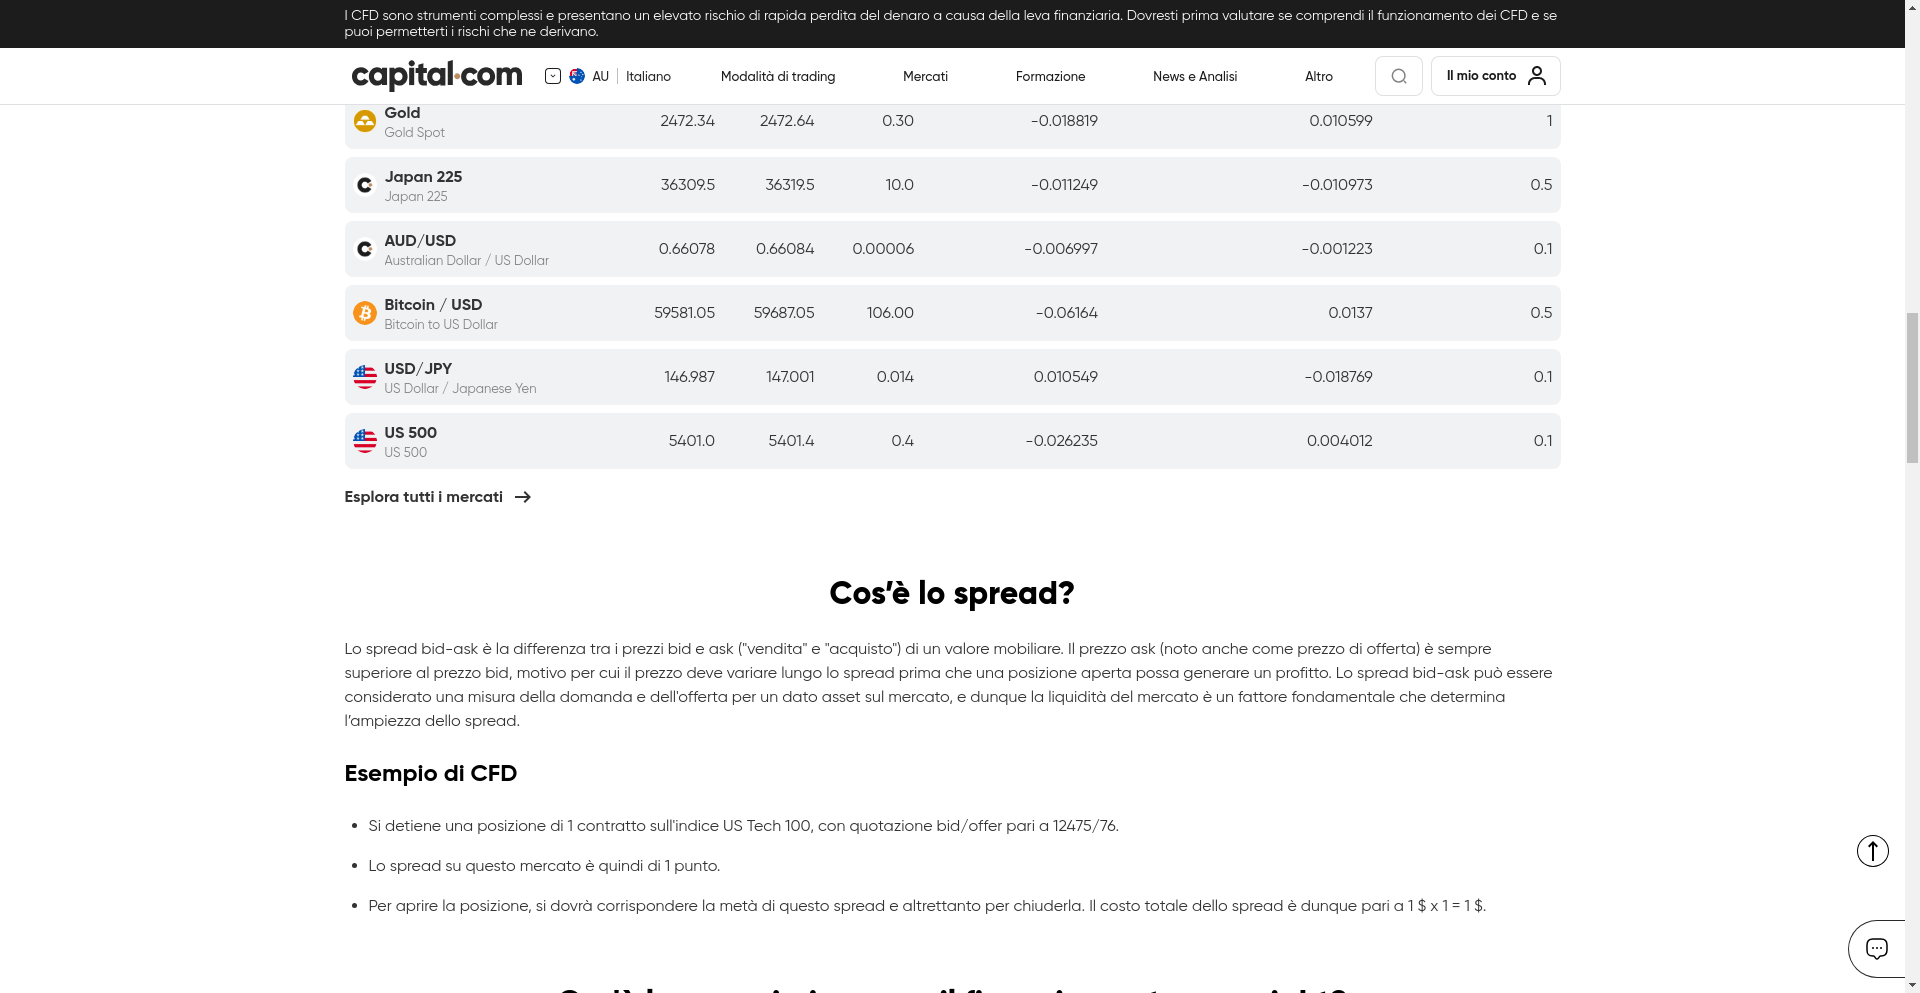 I CFD sono strumenti complessi e presentano un elevato rischio di rapida perdita del denaro a causa della leva finanziaria. Dovresti prima valutare se comprendi il funzionamento dei CFD e se
puoi permetterti i rischi che ne derivano.
capital.com AU Italiano Modalità di trading Mercati Formazione News e Analisi Altro Il mio conto
Gold 2472.34 2472.64 0.30 -0.018819 0.010599 1
Gold Spot
Japan 225 36309.5 36319.5 10.0 -0.011249 -0.010973 0.5
Japan 225
AUD/USD 0.66078 0.66084 0.00006 -0.006997 -0.001223 0.1
Australian Dollar / US Dollar
Bitcoin / USD 59581.05 59687.05 106.00 -0.06164 0.0137 0.5
Bitcoin to US Dollar
USD/JPY 146.987 147.001 0.014 0.010549 -0.018769 0.1
US Dollar / Japanese Yen
US 500 5401.0 5401.4 0.4 -0.026235 0.004012 0.1
US 500
Esplora tutti i mercati
Cos’è lo spread?
Lo spread bid-ask è la differenza tra i prezzi bid e ask ("vendita" e "acquisto") di un valore mobiliare. Il prezzo ask (noto anche come prezzo di offerta) è sempre
superiore al prezzo bid, motivo per cui il prezzo deve variare lungo lo spread prima che una posizione aperta possa generare un profitto. Lo spread bid-ask può essere
considerato una misura della domanda e dell'offerta per un dato asset sul mercato, e dunque la liquidità del mercato è un fattore fondamentale che determina
l’ampiezza dello spread.
Esempio di CFD
Si detiene una posizione di 1 contratto sull'indice US Tech 100, con quotazione bid/offer pari a 12475/76.
Lo spread su questo mercato è quindi di 1 punto.
Per aprire la posizione, si dovrà corrispondere la metà di questo spread e altrettanto per chiuderla. Il costo totale dello spread è dunque pari a 1 $ x 1 = 1 $.